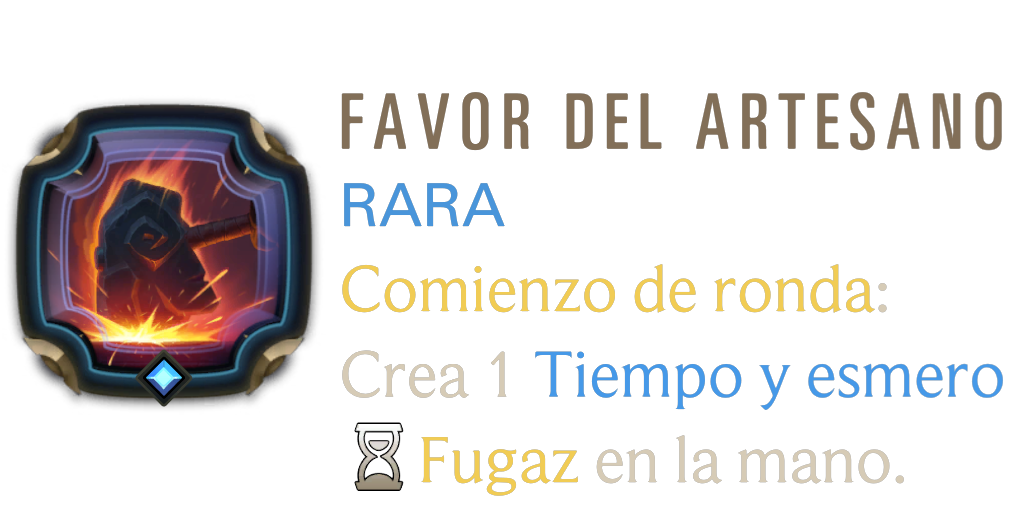 FAVOR DEL ARTESANO
RARA
Comienzo de ronda:
Crea 1 Tiempo y esmero
Fugaz en la mano.